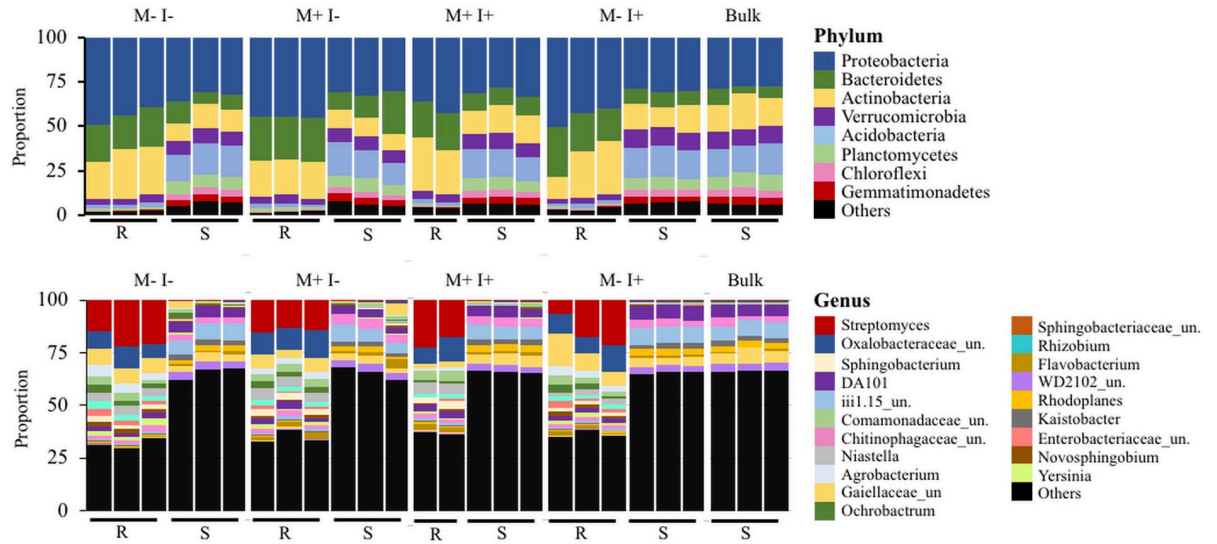 M- I-
M+ I-
M+ I+
M- I+
Bulk
Proportion
100
75
50
25
0
R
S
R
S
R
S
R
S
S
Phylum
Proteobacteria
Bacteroidetes
Actinobacteria
Verrucomicrobia
Acidobacteria
Planctomycetes
Chloroflexi
Gemmatimonadetes
Others
M- I-
M+ I-
M+ I+
M- I+
Bulk
Proportion
100
75
50
25
0
R
S
R
S
R
S
R
S
S
Genus
Streptomyces
Oxalobacteraceae_un.
Sphingobacterium
DA101
iii1.15_un.
Comamonadaceae_un.
Chitinophagaceae_un.
Niastella
Agrobacterium
Gaiellaceae_un
Ochrobactrum
Sphingobacteriaceae_un.
Rhizobium
Flavobacterium
WD2102_un.
Rhodoplanes
Kaistobacter
Enterobacteriaceae_un.
Novosphingobium
Yersinia
Others